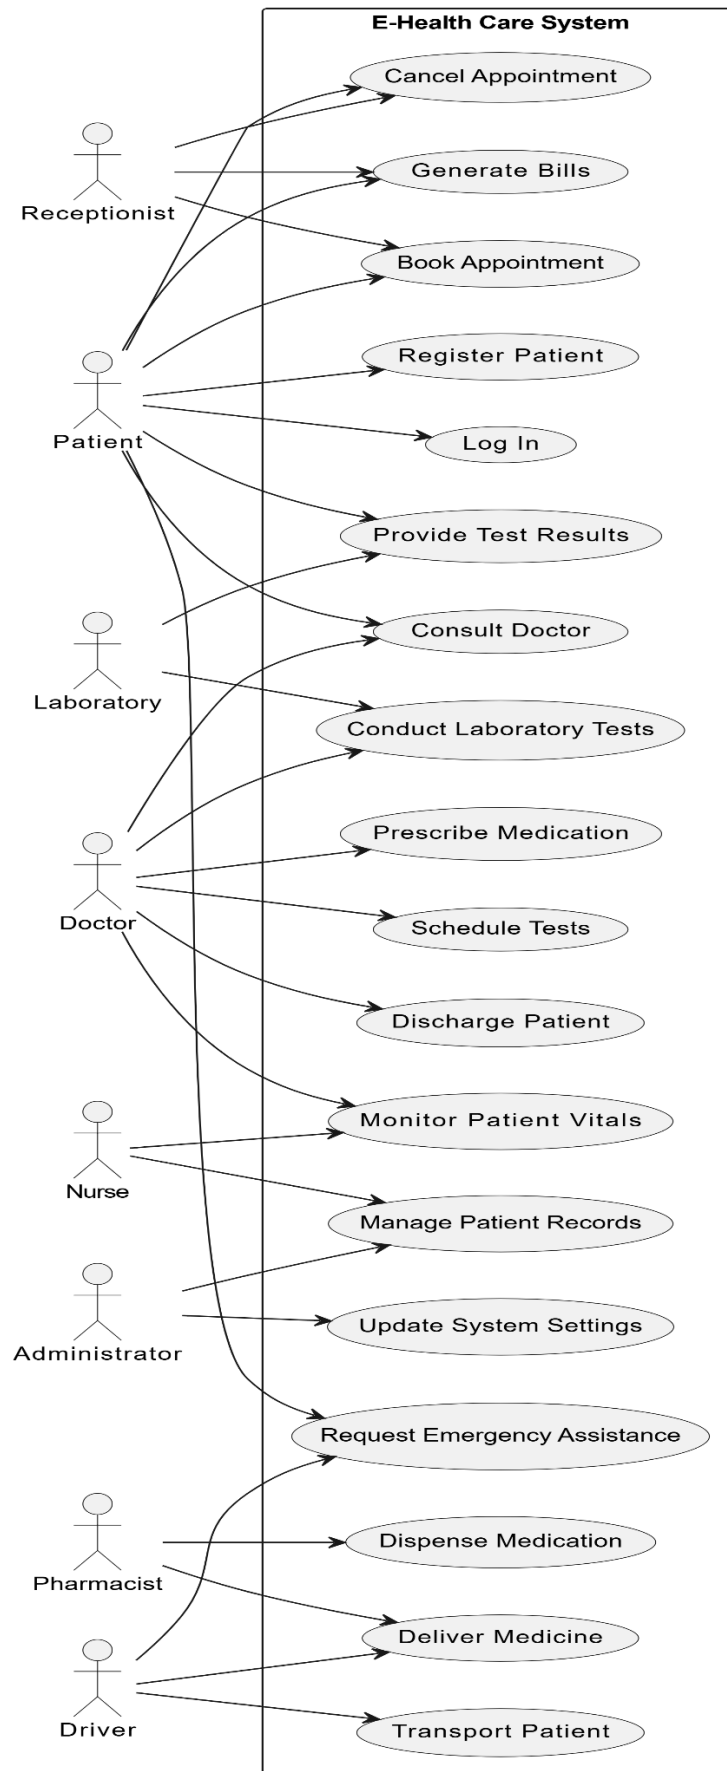 E-Health Care System
Cancel Appointment
Receptionist
Generate Bills
Book Appointment
Register Patient
Patient
Log In
Provide Test Results
Consult Doctor
Laboratory
Conduct Laboratory Tests
Prescribe Medication
Doctor
Schedule Tests
Discharge Patient
Monitor Patient Vitals
Nurse
Manage Patient Records
Administrator
Update System Settings
Request Emergency Assistance
Dispense Medication
Pharmacist
Deliver Medicine
Driver
Transport Patient